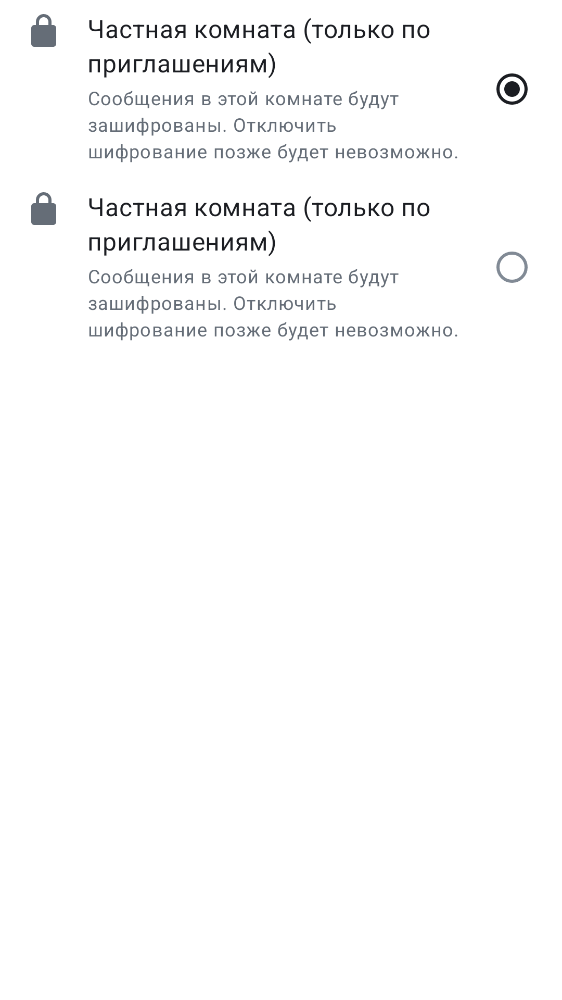 Частная комната (только по
приглашениям)
Сообщения в этой комнате будут
зашифрованы. Отключить
шифрование позже будет невозможно.
Частная комната (только по
приглашениям)
Сообщения в этой комнате будут
зашифрованы. Отключить
шифрование позже будет невозможно.